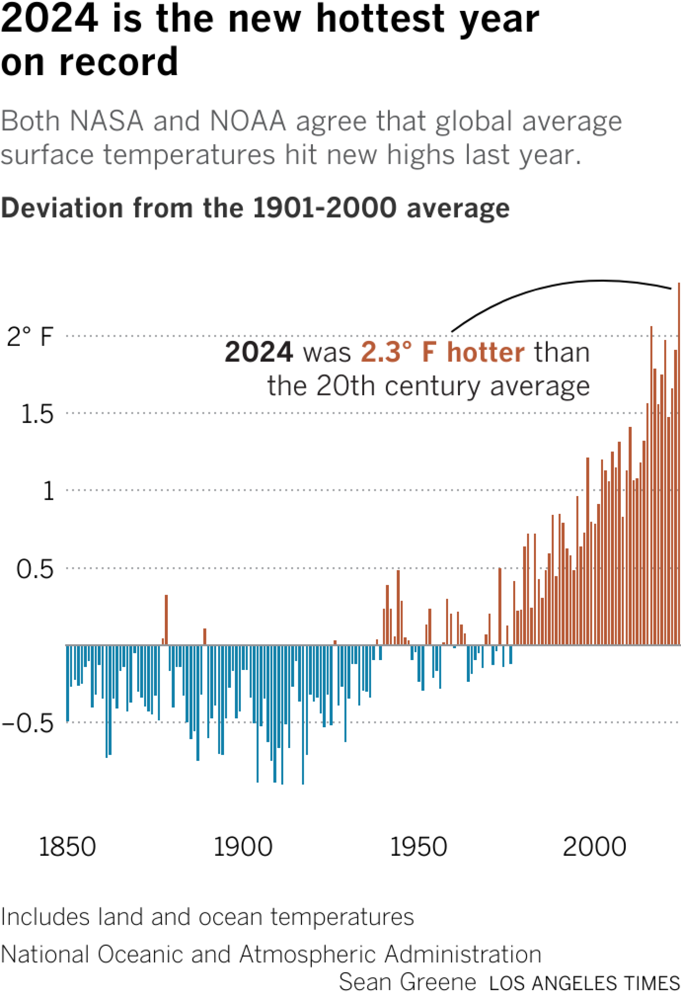 2024 is the new hottest year
on record
Both NASA and NOAA agree that global average
surface temperatures hit new highs last year.
Deviation from the 1901-2000 average
2° F
2024 was 2.3° F hotter than
the 20th century average
1.5
1
0.5
−0.5
1850 1900 1950 2000
Includes land and ocean temperatures
National Oceanic and Atmospheric Administration
Sean Greene LOS ANGELES TIMES